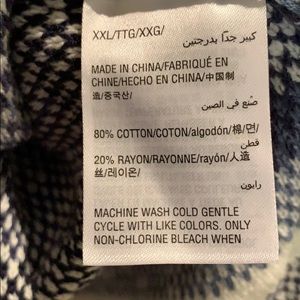 XXL/TTG/XXG/
كبير جدًا بدرجتين
MADE IN CHINA/FABRIQUÉ EN
CHINE/HECHO EN CHINA/中国制
造/중국산/
صُنع في الصين
80% COTTON/COTON/algodón/棉/면/
قطن
20% RAYON/RAYONNE/rayón/人造
丝/레이온/
رايون
MACHINE WASH COLD GENTLE
CYCLE WITH LIKE COLORS. ONLY
NON-CHLORINE BLEACH WHEN